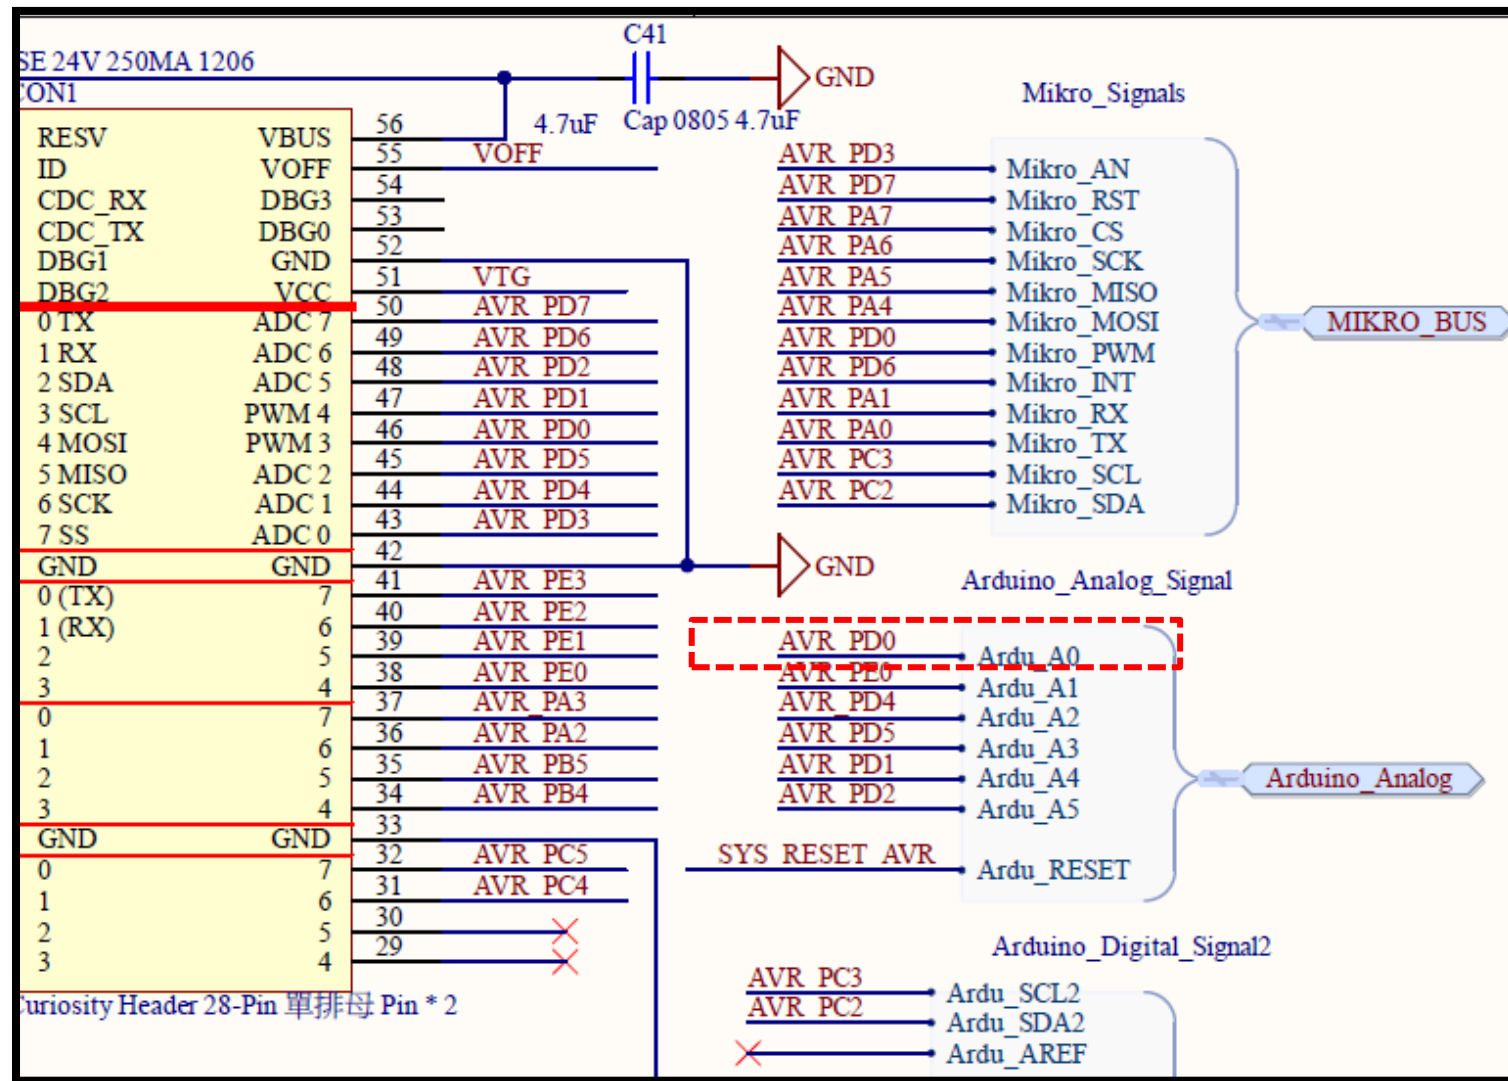 C41
SE 24V 250MA 1206
GND
CON1
4.7uF
Cap 0805 4.7uF
RESV VBUS 56
ID VOFF 55 VOFF
CDC_RX DBG3 54
CDC_TX DBG0 53
DBG1 GND 52
DBG2 VCC 51 VTG
0 TX ADC 7 50 AVR_PD7
1 RX ADC 6 49 AVR_PD6
2 SDA ADC 5 48 AVR_PD2
3 SCL PWM 4 47 AVR_PD1
4 MOSI PWM 3 46 AVR_PD0
5 MISO ADC 2 45 AVR_PD5
6 SCK ADC 1 44 AVR_PD4
7 SS ADC 0 43 AVR_PD3
GND GND 42
GND
0 (TX) 7 41 AVR_PE3
1 (RX) 6 40 AVR_PE2
2 5 39 AVR_PE1
3 4 38 AVR_PE0
0 7 37 AVR_PA3
1 6 36 AVR_PA2
2 5 35 AVR_PB5
3 4 34 AVR_PB4
GND GND 33
0 7 32 AVR_PC5
1 6 31 AVR_PC4
2 5 30
3 4 29
Curiosity Header 28-Pin 單排母 Pin * 2
Mikro_Signals
AVR_PD3 Mikro_AN
AVR_PD7 Mikro_RST
AVR_PA7 Mikro_CS
AVR_PA6 Mikro_SCK
AVR_PA5 Mikro_MISO
AVR_PA4 Mikro_MOSI
AVR_PD0 Mikro_PWM
AVR_PD6 Mikro_INT
AVR_PA1 Mikro_RX
AVR_PA0 Mikro_TX
AVR_PC3 Mikro_SCL
AVR_PC2 Mikro_SDA
MIKRO_BUS
Arduino_Analog_Signal
AVR_PD0 Ardu_A0
AVR_PE0 Ardu_A1
AVR_PD4 Ardu_A2
AVR_PD5 Ardu_A3
AVR_PD1 Ardu_A4
AVR_PD2 Ardu_A5
SYS_RESET_AVR Ardu_RESET
Arduino_Analog
Arduino_Digital_Signal2
AVR_PC3 Ardu_SCL2
AVR_PC2 Ardu_SDA2
Ardu_AREF